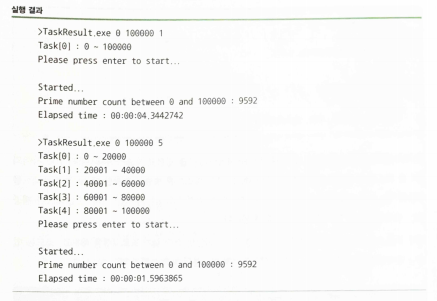 실행 결과
>TaskResult.exe 0 100000 1
Task[0] : 0 ~ 100000
Please press enter to start...
Started...
Prime number count between 0 and 100000 : 9592
Elapsed time : 00:00:04.3442742
>TaskResult.exe 0 100000 5
Task[0] : 0 ~ 20000
Task[1] : 20001 ~ 40000
Task[2] : 40001 ~ 60000
Task[3] : 60001 ~ 80000
Task[4] : 80001 ~ 100000
Please press enter to start...
Started...
Prime number count between 0 and 100000 : 9592
Elapsed time : 00:00:01.5963865